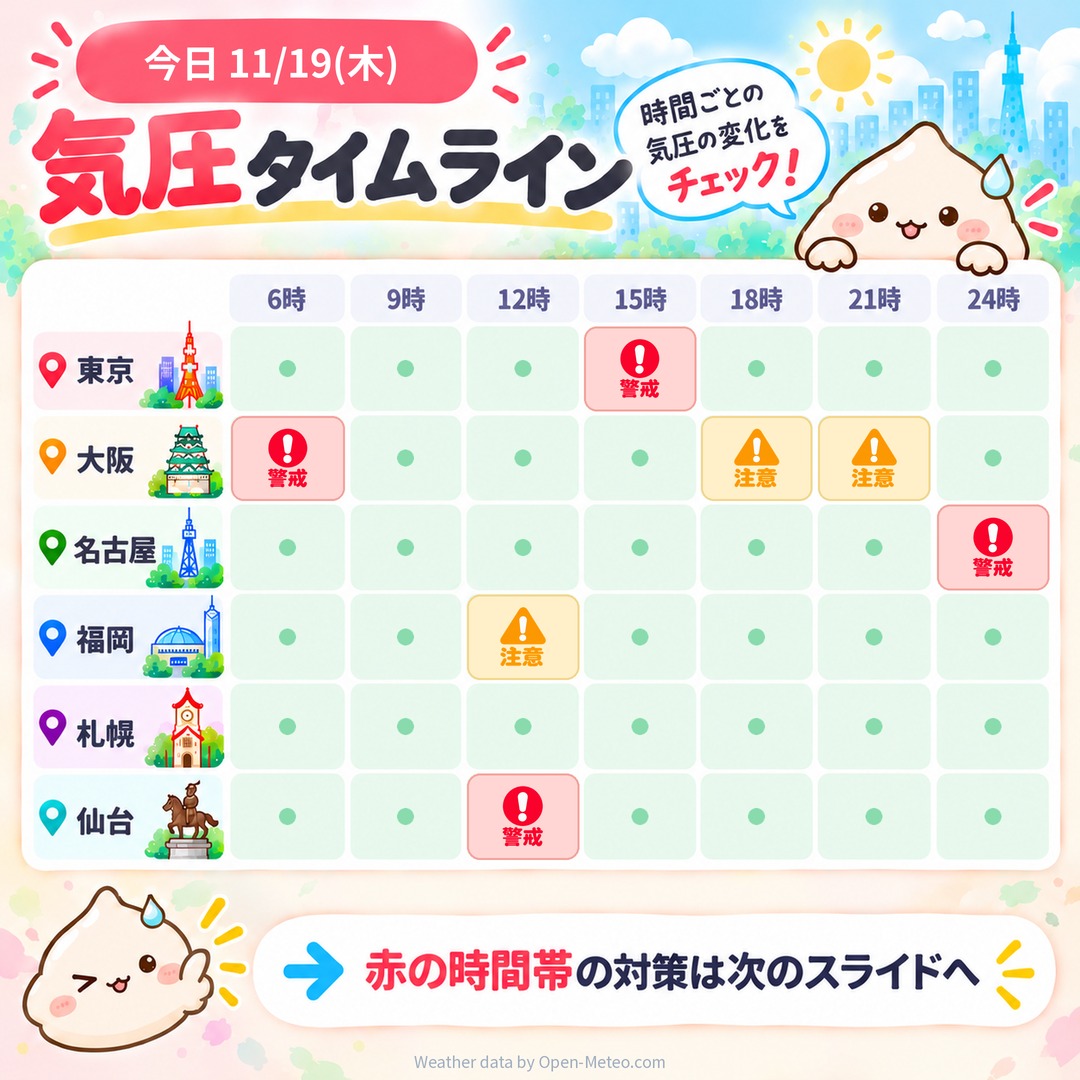 今日 11/19(木)
気圧タイムライン
時間ごとの
気圧の変化を
チェック!
6時 9時 12時 15時 18時 21時 24時
東京
警戒
大阪
警戒 注意 注意
名古屋
警戒
福岡
注意
札幌
仙台
警戒
赤の時間帯の対策は次のスライドへ
Weather data by Open-Meteo.com